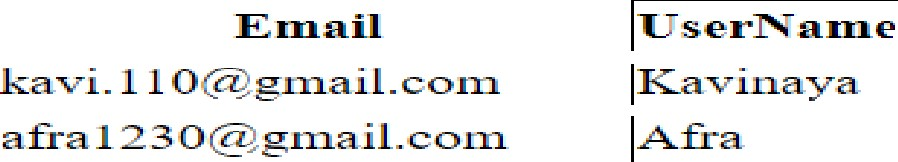 Email UserName
kavi.110@gmail.com Kavinaya
afra1230@gmail.com Afra